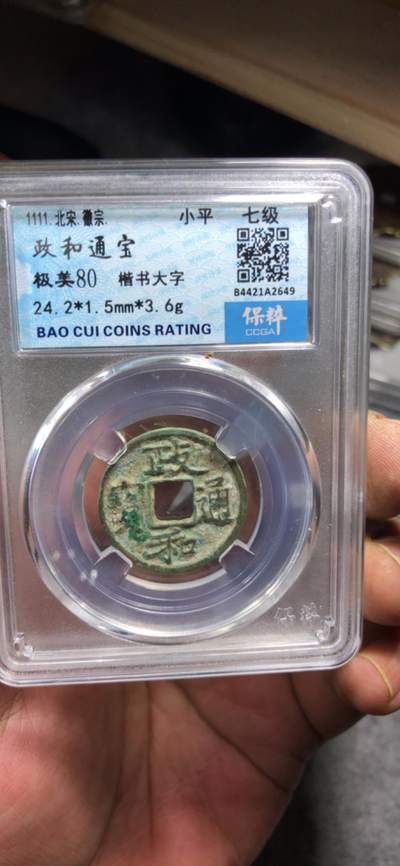 1111.北宋.徽宗. 小平 七级
政和通宝
极美80 楷书大字
24.2*1.5mm*3.6g
B4421A2649
BAO CUI COINS RATING
保粹
CCGA
政
通
和
保粹